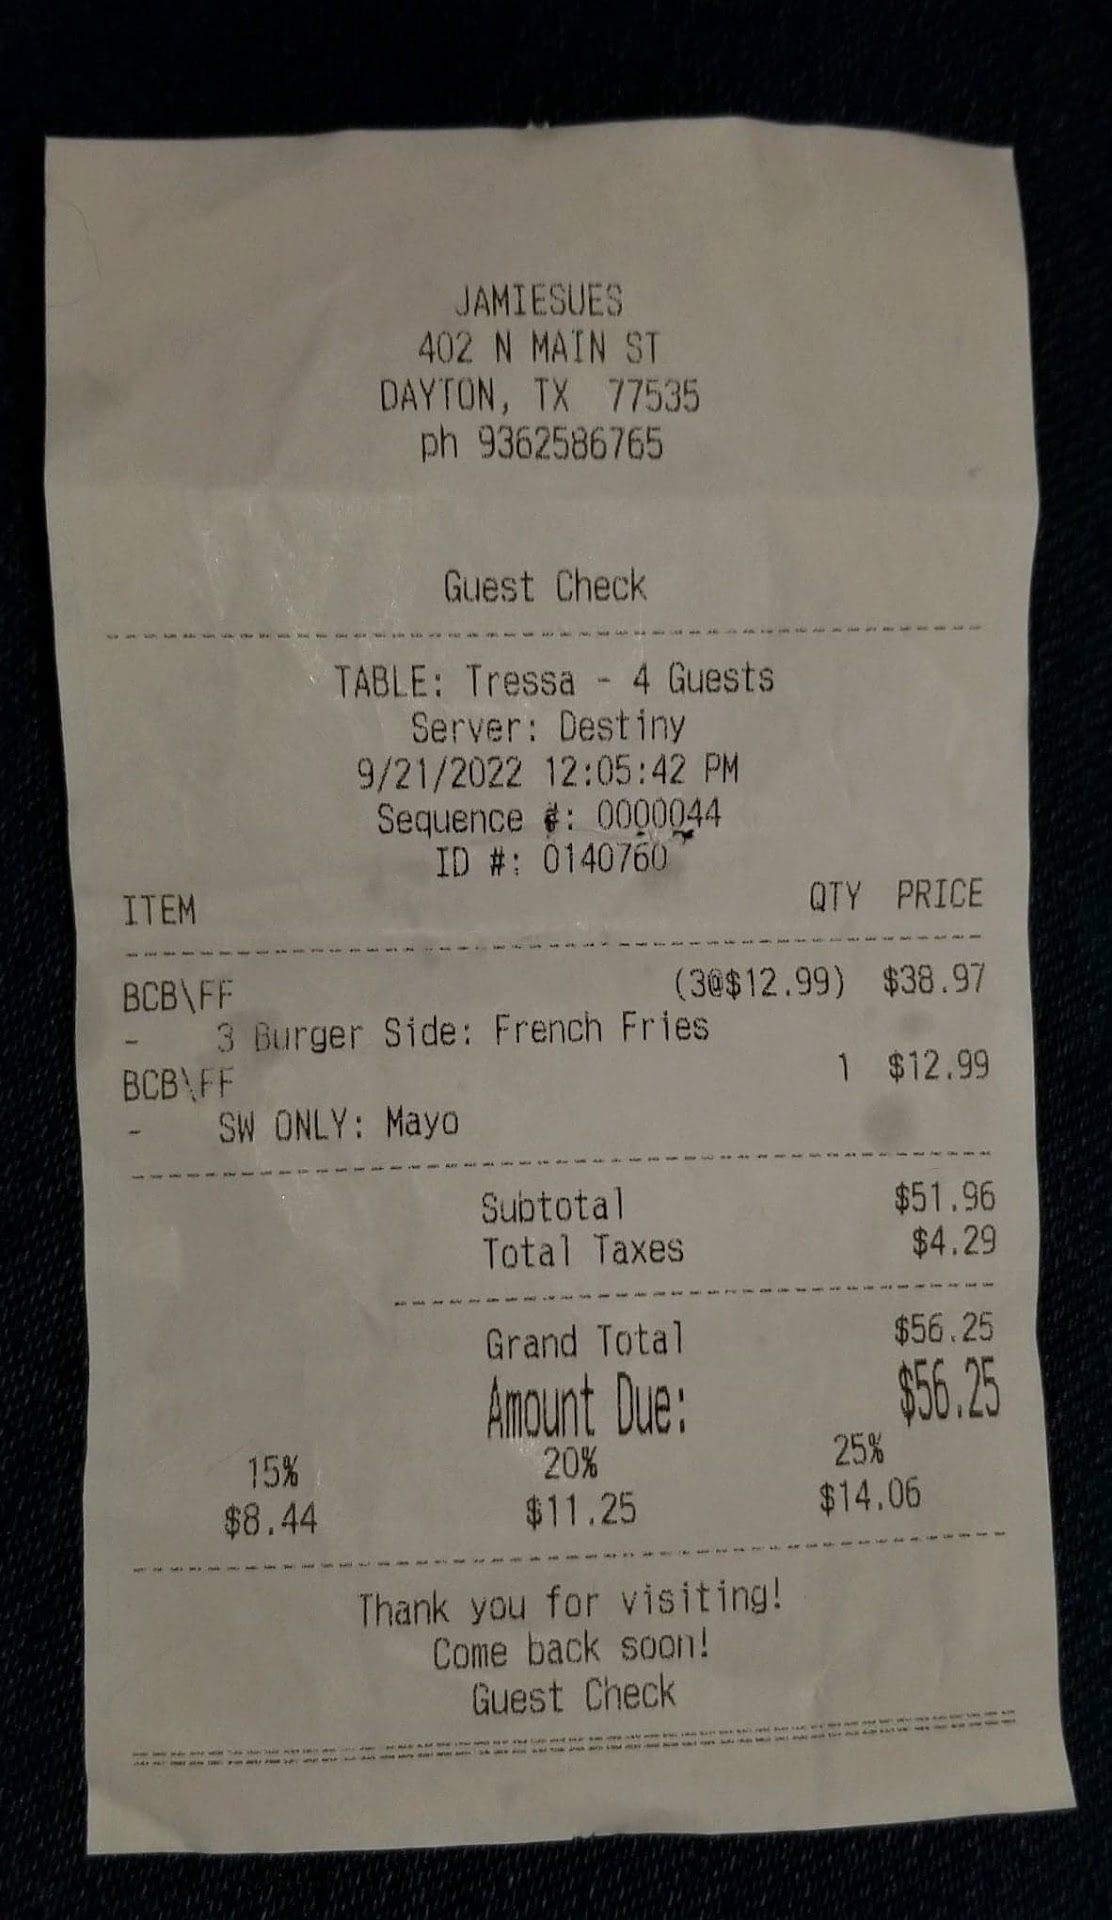 JAMIESUES
402 N MAIN ST
DAYTON, TX 77535
ph 9362586765
Guest Check
TABLE: Tressa - 4 Guests
Server: Destiny
9/21/2022 12:05:42 PM
Sequence #: 0000044
ID #: 0140760
ITEM QTY PRICE
BCB\FF (3@$12.99) $38.97
- 3 Burger Side: French Fries
BCB\FF 1 $12.99
- SW ONLY: Mayo
Subtotal $51.96
Total Taxes $4.29
Grand Total $56.25
Amount Due: $56.25
15% 20% 25%
$8.44 $11.25 $14.06
Thank you for visiting!
Come back soon!
Guest Check